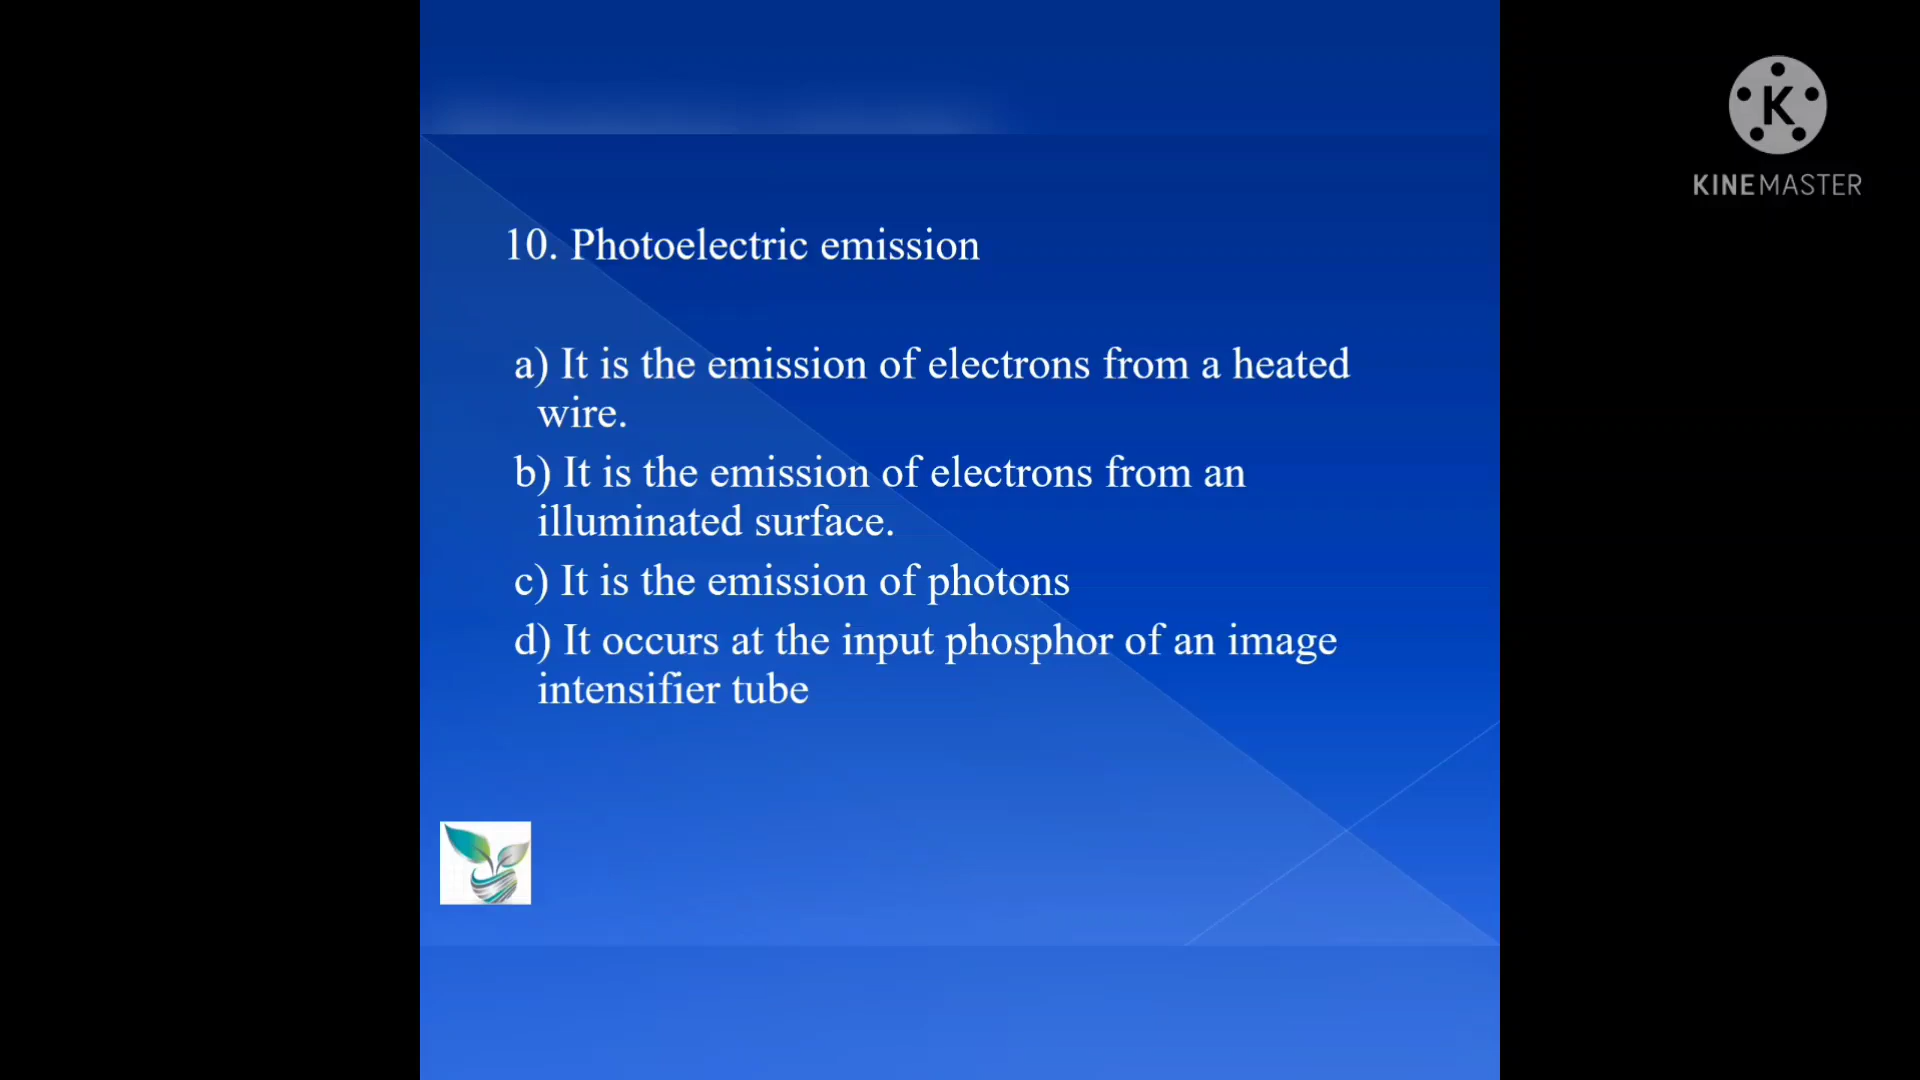 K
KINEMASTER
10. Photoelectric emission
a) It is the emission of electrons from a heated
wire.
b) It is the emission of electrons from an
illuminated surface.
c) It is the emission of photons
d) It occurs at the input phosphor of an image
intensifier tube